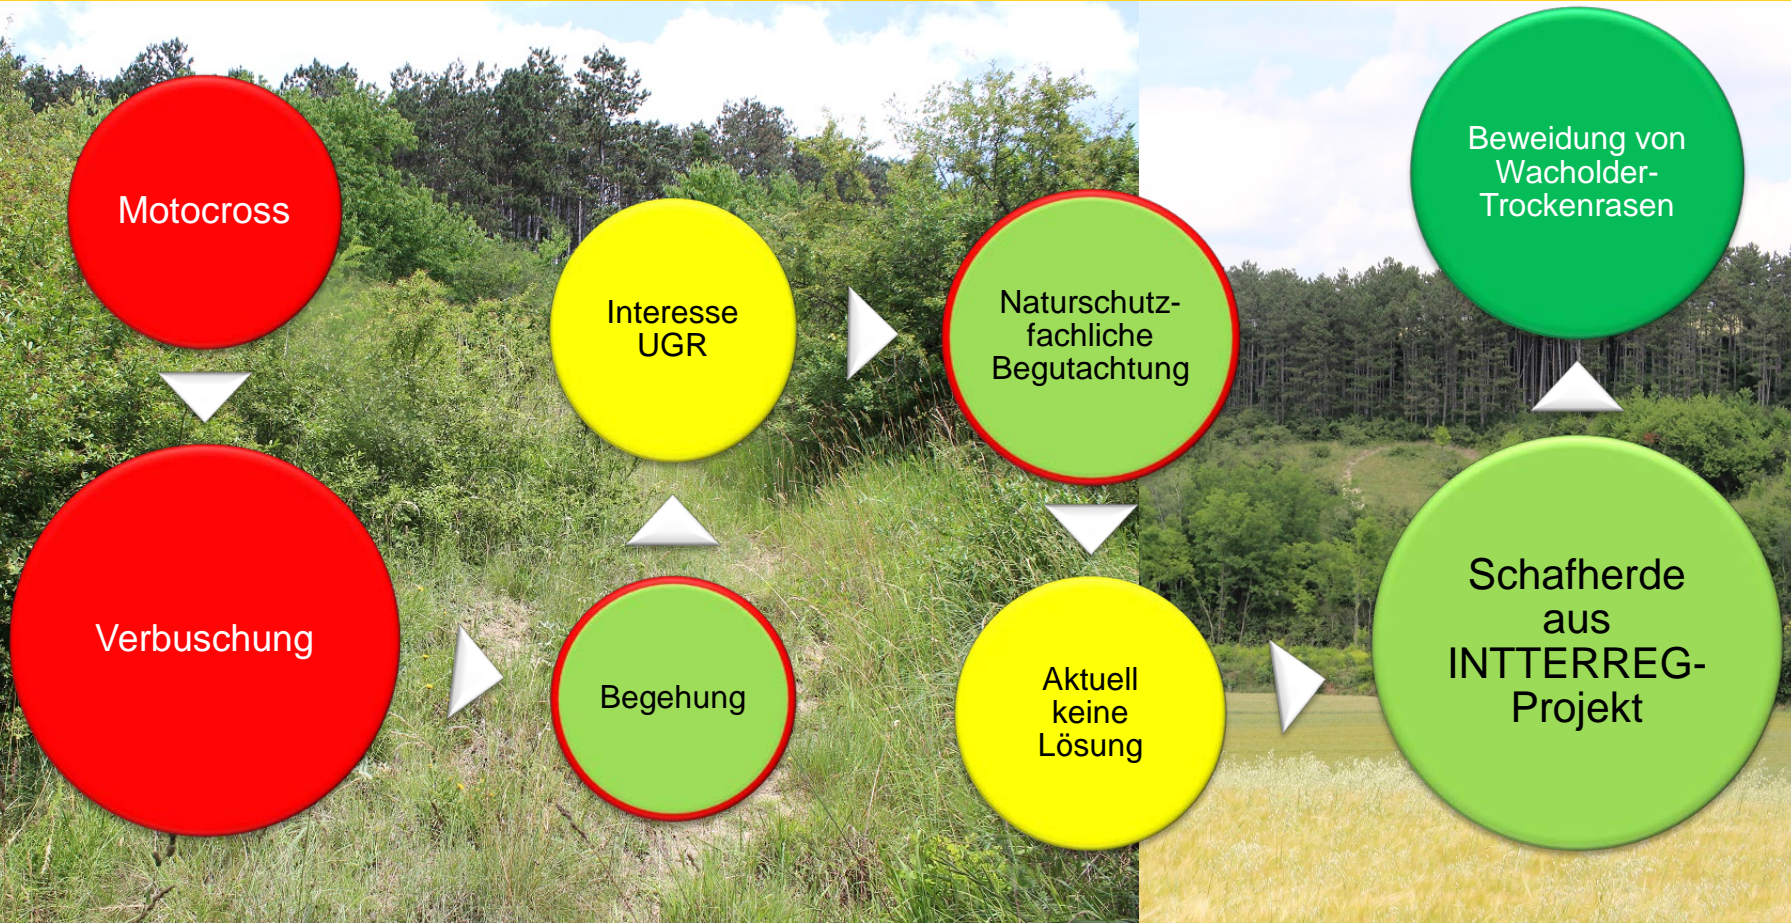 Motocross
Verbuschung
Begehung
Interesse
UGR
Naturschutz-
fachliche
Begutachtung
Aktuell
keine
Lösung
Schafherde
aus
INTTERREG-
Projekt
Beweidung von
Wacholder-
Trockenrasen